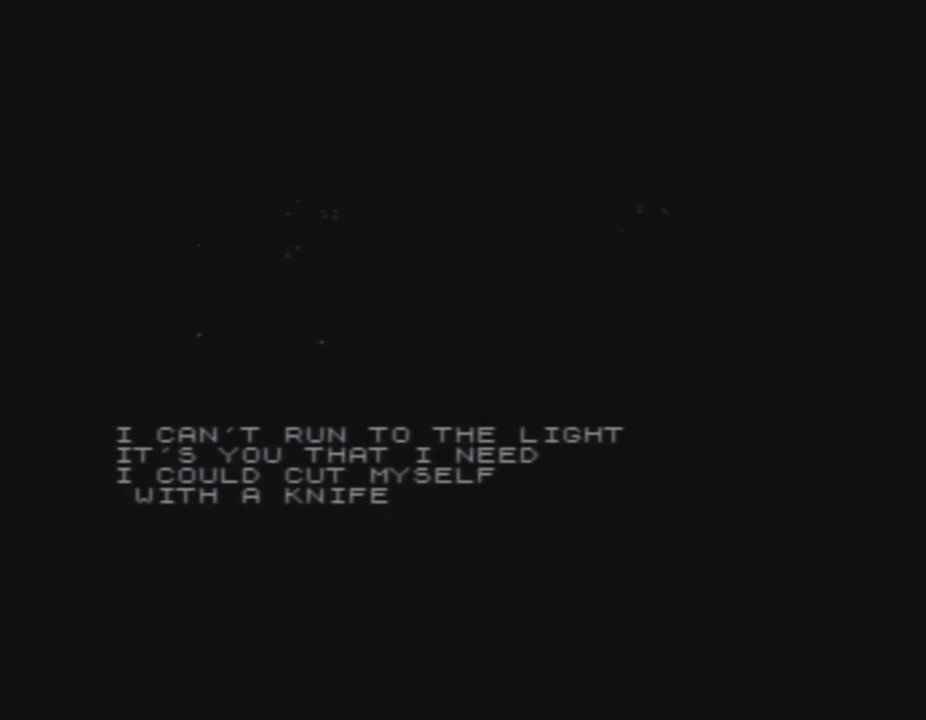 I CAN'T RUN TO THE LIGHT
IT'S YOU THAT I NEED
I COULD CUT MYSELF
WITH A KNIFE